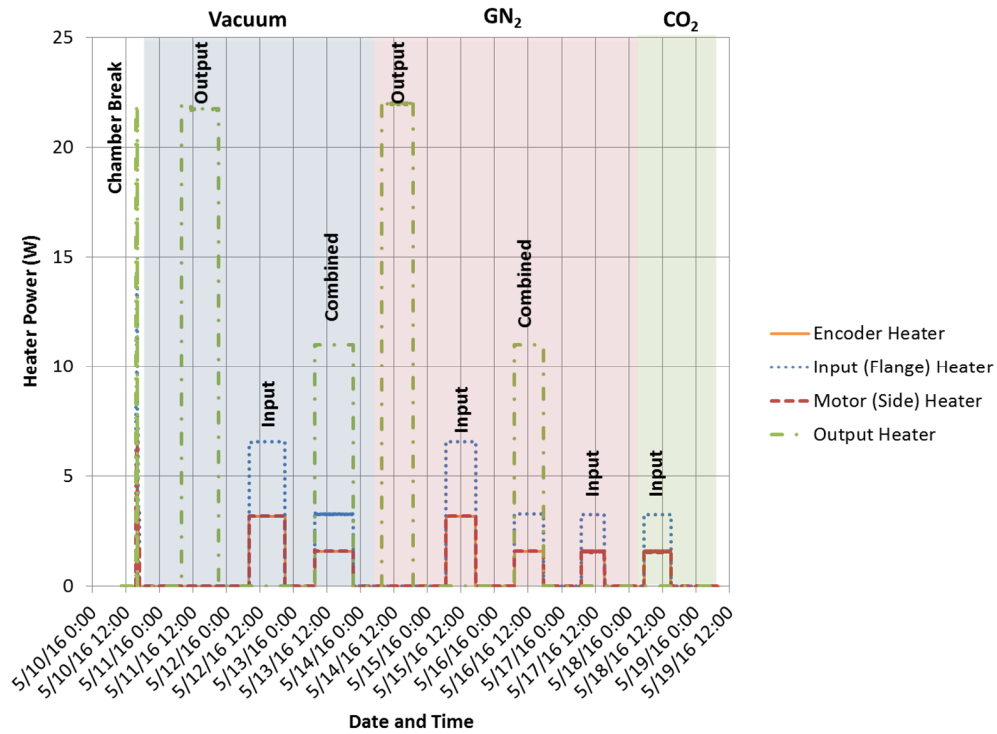 Vacuum
GN₂
CO₂
25
20
15
10
5
0
Heater Power (W)
Chamber Break
Output
Input
Combined
Output
Input
Combined
Input
Input
5/10/16 0:00
5/10/16 12:00
5/11/16 0:00
5/11/16 12:00
5/12/16 0:00
5/12/16 12:00
5/13/16 0:00
5/13/16 12:00
5/14/16 0:00
5/14/16 12:00
5/15/16 0:00
5/15/16 12:00
5/16/16 0:00
5/16/16 12:00
5/17/16 0:00
5/17/16 12:00
5/18/16 0:00
5/18/16 12:00
5/19/16 0:00
5/19/16 12:00
Date and Time
Encoder Heater
Input (Flange) Heater
Motor (Side) Heater
Output Heater